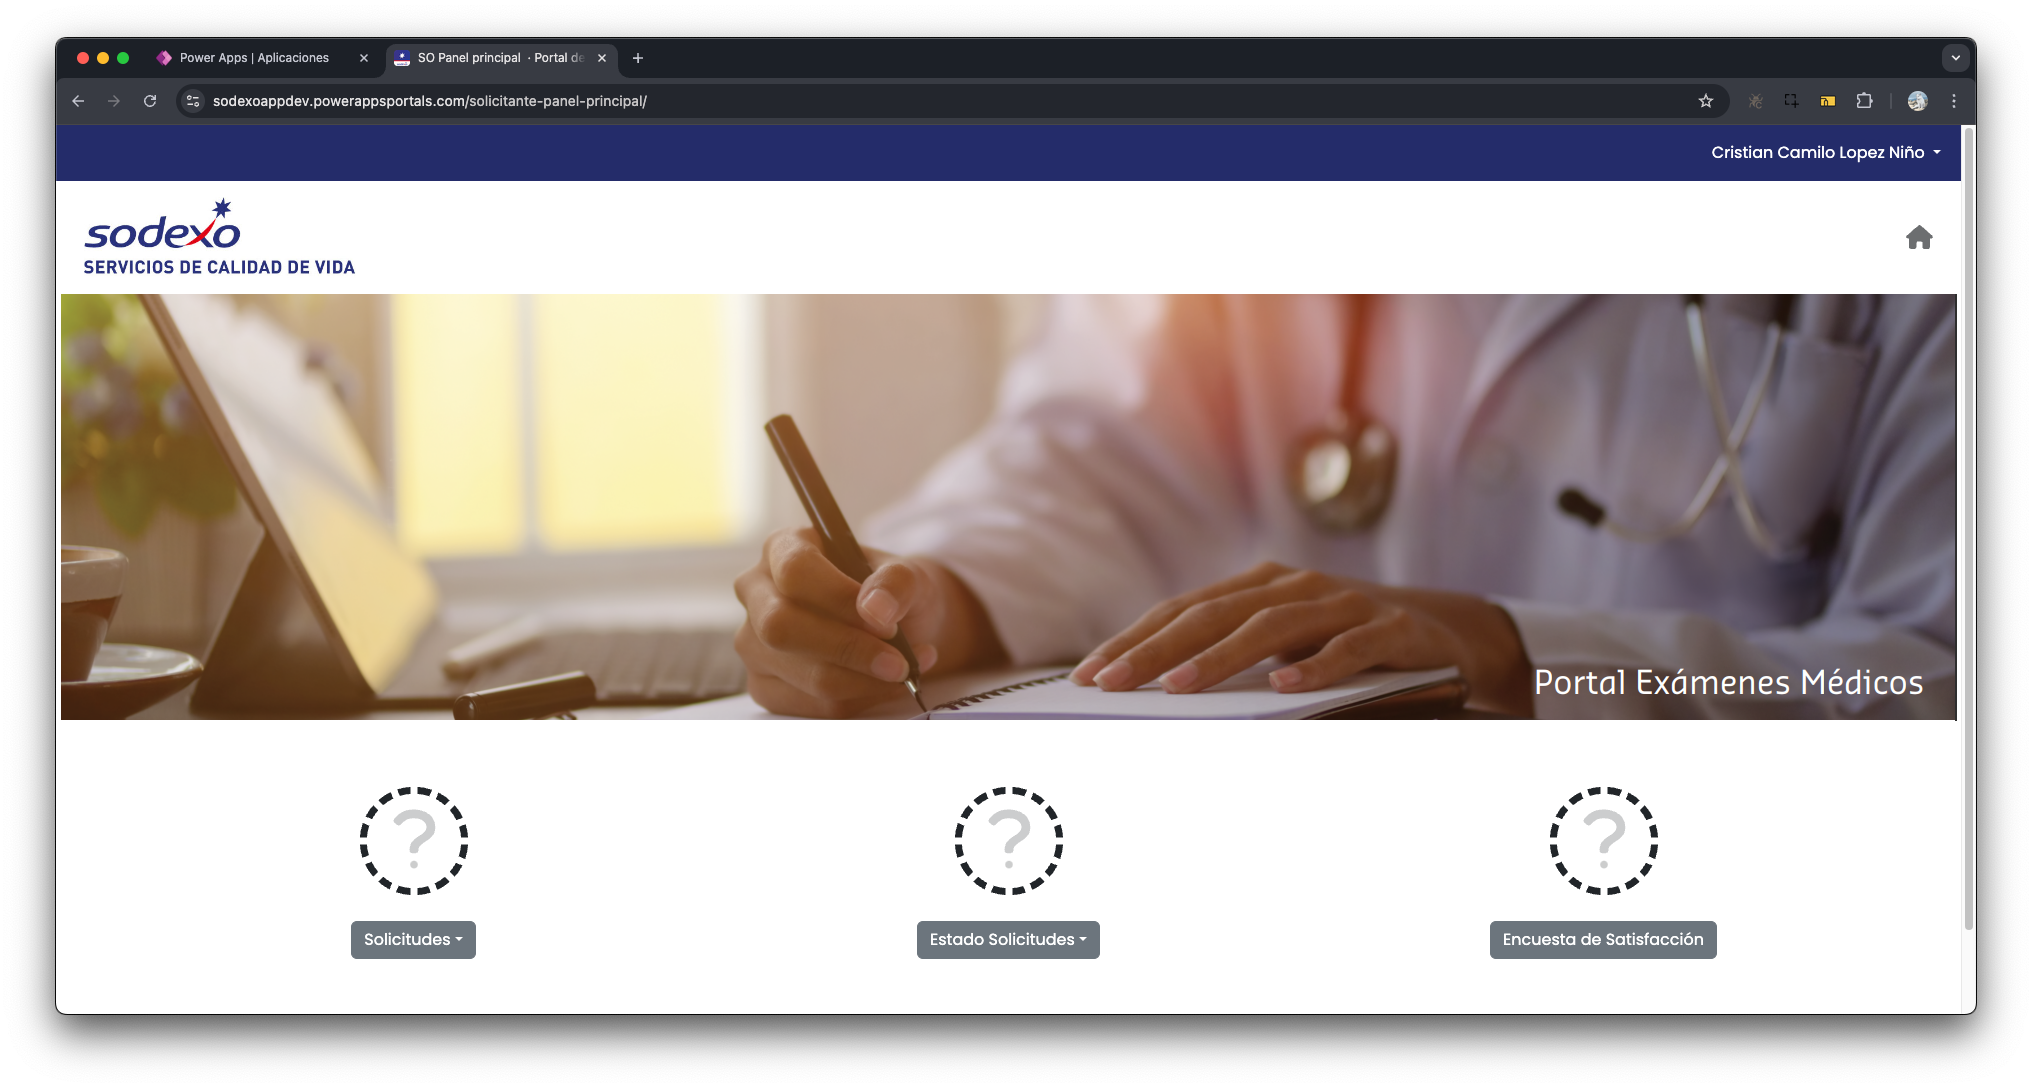 Power Apps | Aplicaciones
SO Panel principal · Portal de
sodexoappdev.powerappsportals.com/solicitante-panel-principal/
Cristian Camilo Lopez Niño
sodexo
SERVICIOS DE CALIDAD DE VIDA
Portal Exámenes Médicos
? ? ?
Solicitudes Estado Solicitudes Encuesta de Satisfacción